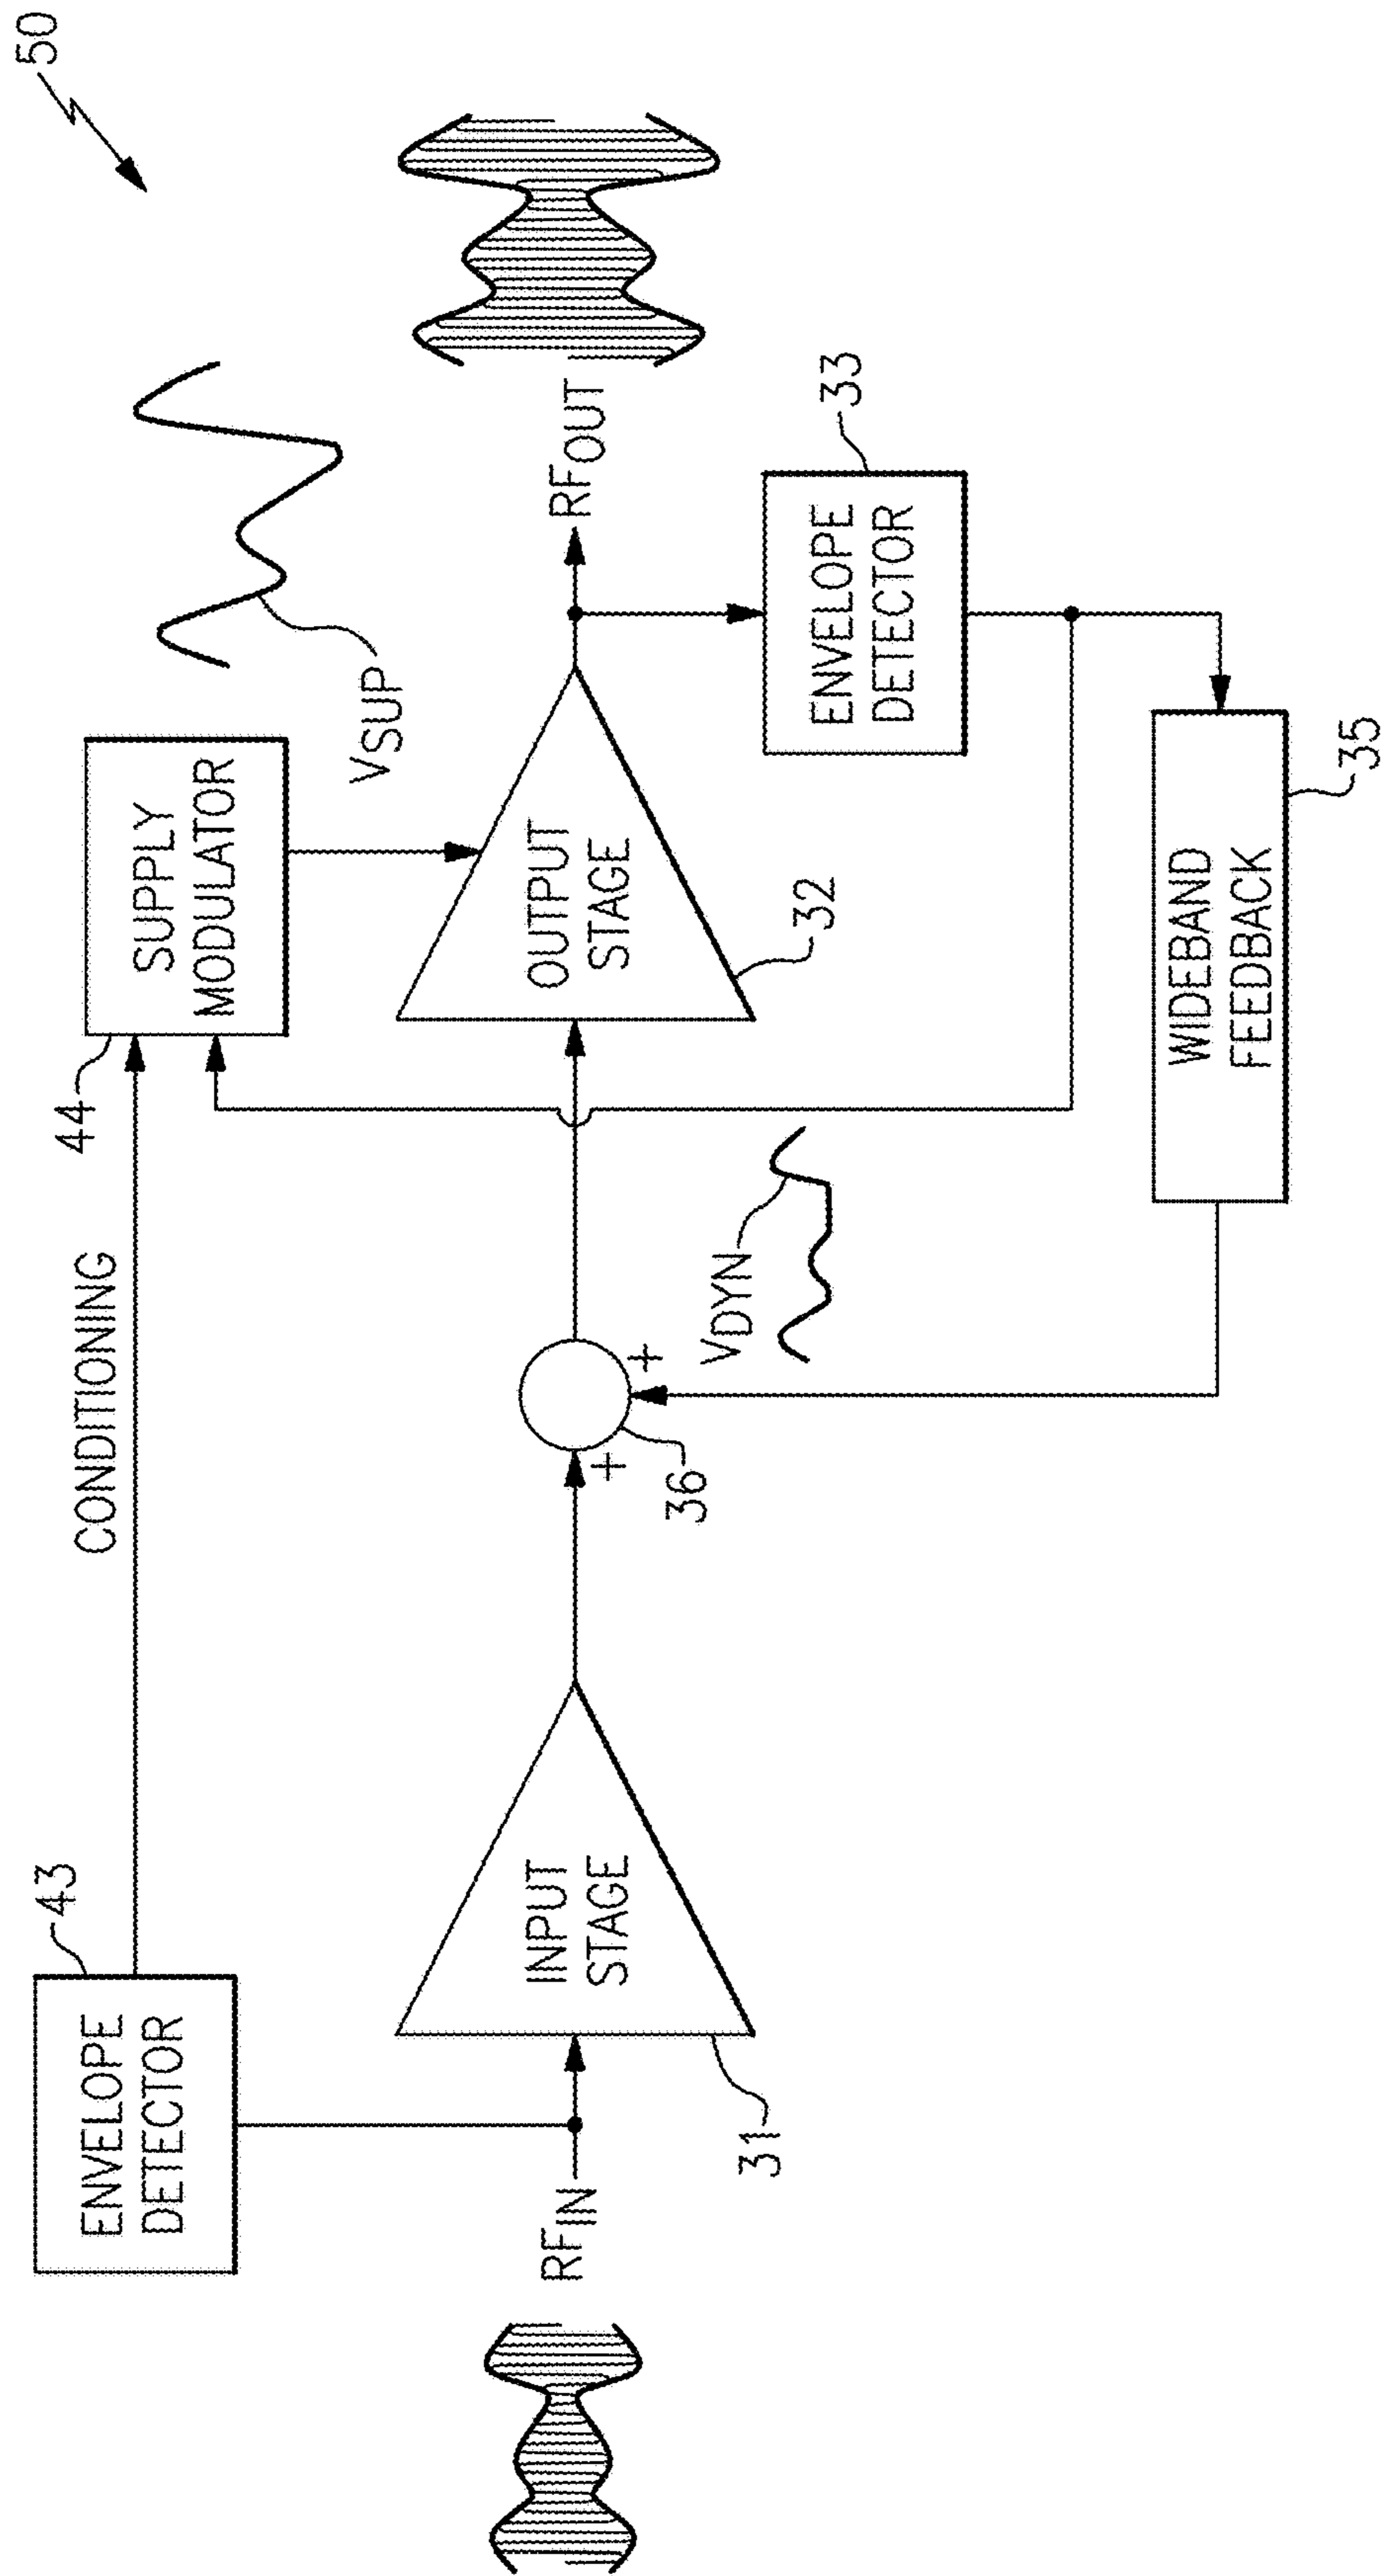 50
43
ENVELOPE
DETECTOR
CONDITIONING
44
SUPPLY
MODULATOR
VSUP
RFIN
INPUT
STAGE
31
+
+
36
OUTPUT
STAGE
32
RFOUT
VDYN
ENVELOPE
DETECTOR
33
WIDEBAND
FEEDBACK
35